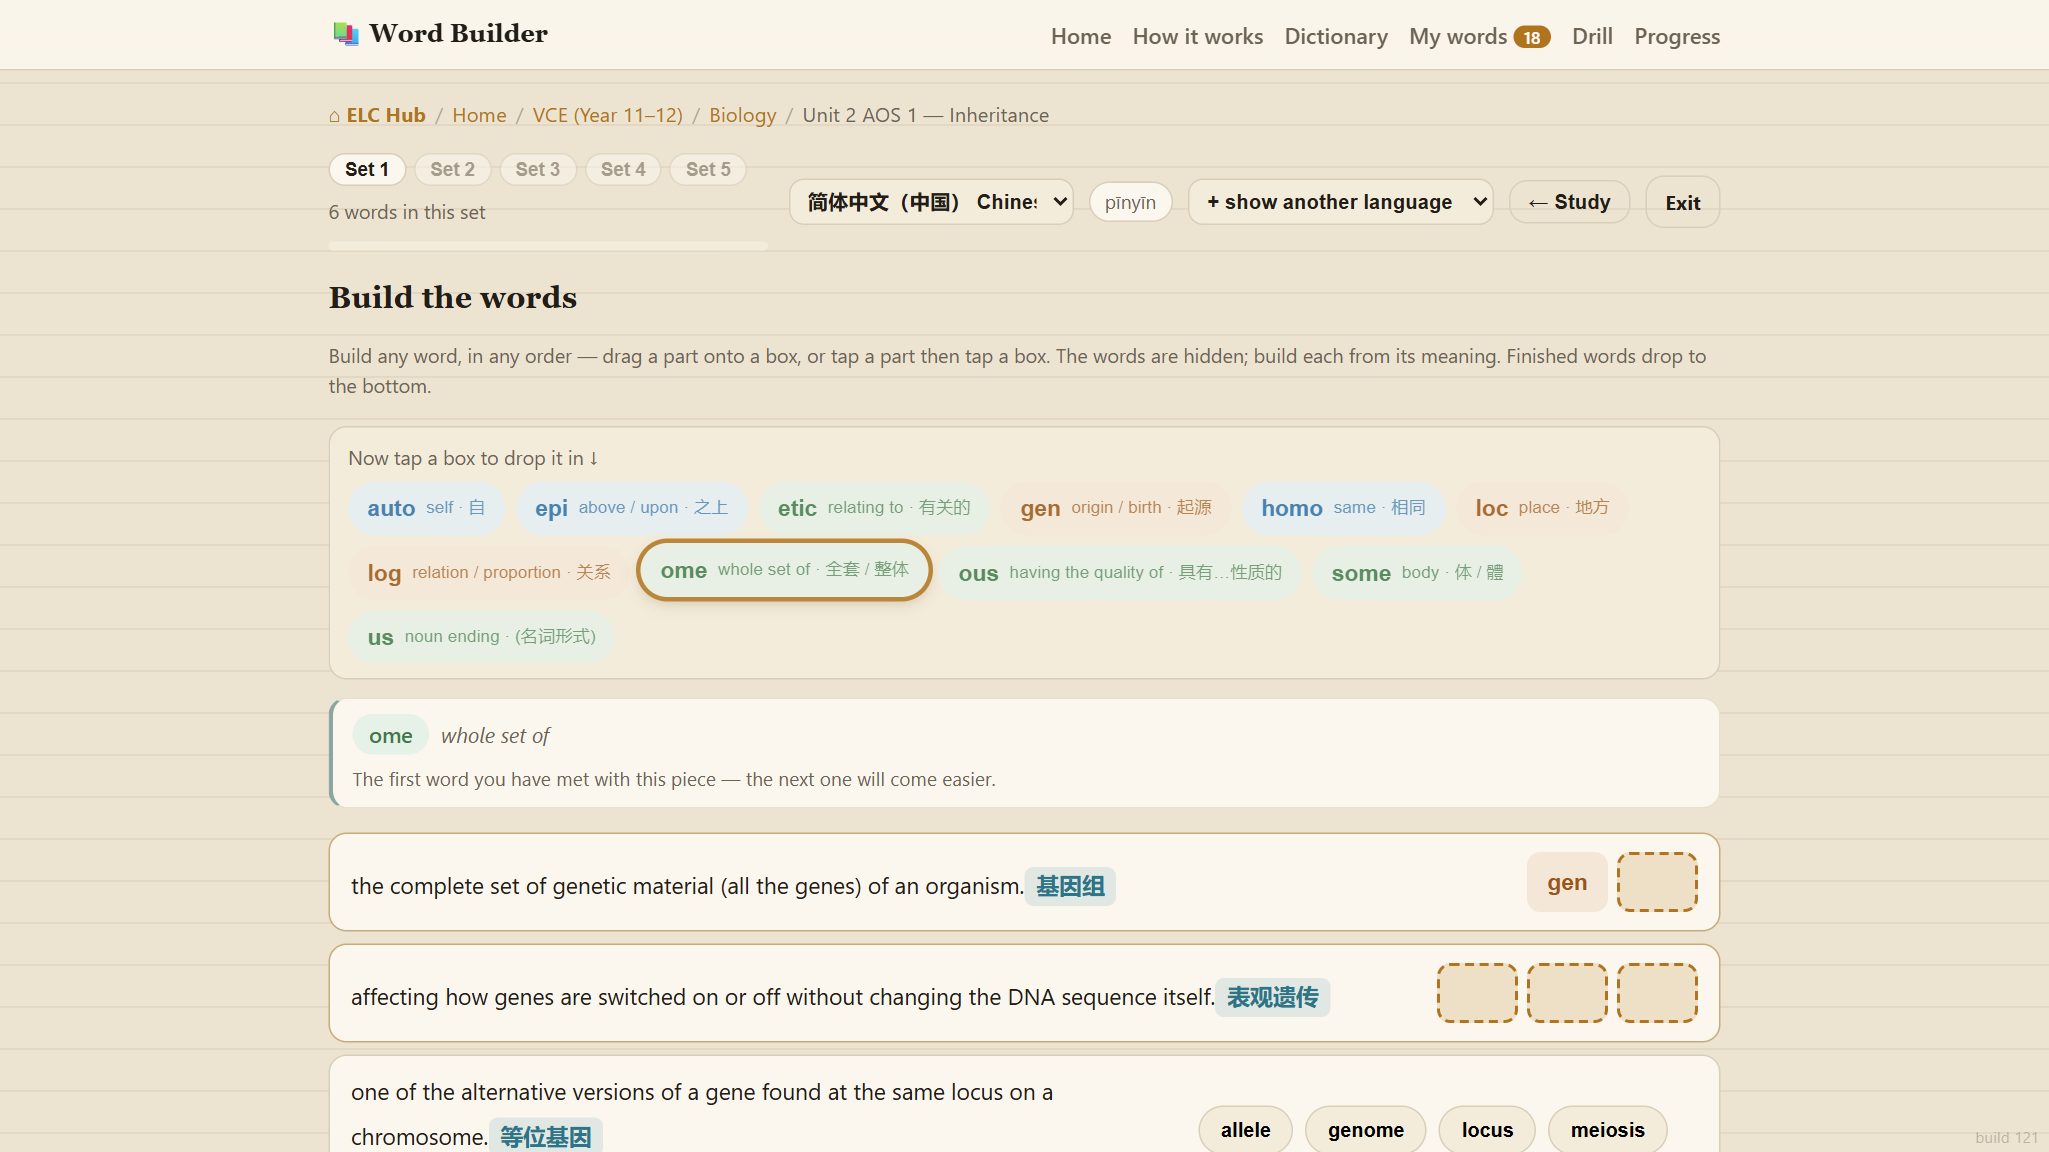 Word Builder
Home How it works Dictionary My words 18 Drill Progress
⌂ ELC Hub / Home / VCE (Year 11–12) / Biology / Unit 2 AOS 1 — Inheritance
Set 1 Set 2 Set 3 Set 4 Set 5
6 words in this set
简体中文（中国） Chines pīnyīn + show another language ← Study Exit
Build the words
Build any word, in any order — drag a part onto a box, or tap a part then tap a box. The words are hidden; build each from its meaning. Finished words drop to
the bottom.
Now tap a box to drop it in ↓
auto self · 自 epi above / upon · 之上 etic relating to · 有关的 gen origin / birth · 起源 homo same · 相同 loc place · 地方
log relation / proportion · 关系 ome whole set of · 全套 / 整体 ous having the quality of · 具有…性质的 some body · 体 / 體
us noun ending · (名词形式)
ome whole set of
The first word you have met with this piece — the next one will come easier.
the complete set of genetic material (all the genes) of an organism. 基因组 gen
affecting how genes are switched on or off without changing the DNA sequence itself. 表观遗传
one of the alternative versions of a gene found at the same locus on a
chromosome. 等位基因
allele genome locus meiosis
build 121